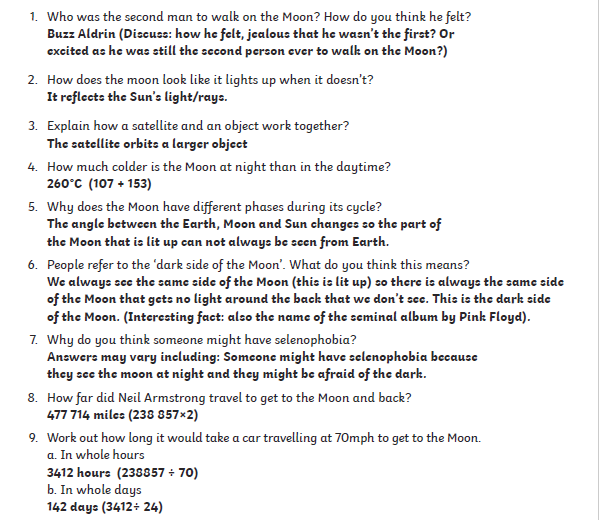 1. Who was the second man to walk on the Moon? How do you think he felt?
Buzz Aldrin (Discuss: how he felt, jealous that he wasn't the first? Or
excited as he was still the second person ever to walk on the Moon?)
2. How does the moon look like it lights up when it doesn't?
It reflects the Sun's light/rays.
3. Explain how a satellite and an object work together?
The satellite orbits a larger object
4. How much colder is the Moon at night than in the daytime?
260°C (107 + 153)
5. Why does the Moon have different phases during its cycle?
The angle between the Earth, Moon and Sun changes so the part of
the Moon that is lit up can not always be seen from Earth.
6. People refer to the 'dark side of the Moon'. What do you think this means?
We always see the same side of the Moon (this is lit up) so there is always the same side
of the Moon that gets no light around the back that we don't see. This is the dark side
of the Moon. (Interesting fact: also the name of the seminal album by Pink Floyd).
7. Why do you think someone might have selenophobia?
Answers may vary including: Someone might have selenophobia because
they see the moon at night and they might be afraid of the dark.
8. How far did Neil Armstrong travel to get to the Moon and back?
477 714 miles (238 857×2)
9. Work out how long it would take a car travelling at 70mph to get to the Moon.
a. In whole hours
3412 hours (238857 ÷ 70)
b. In whole days
142 days (3412÷ 24)